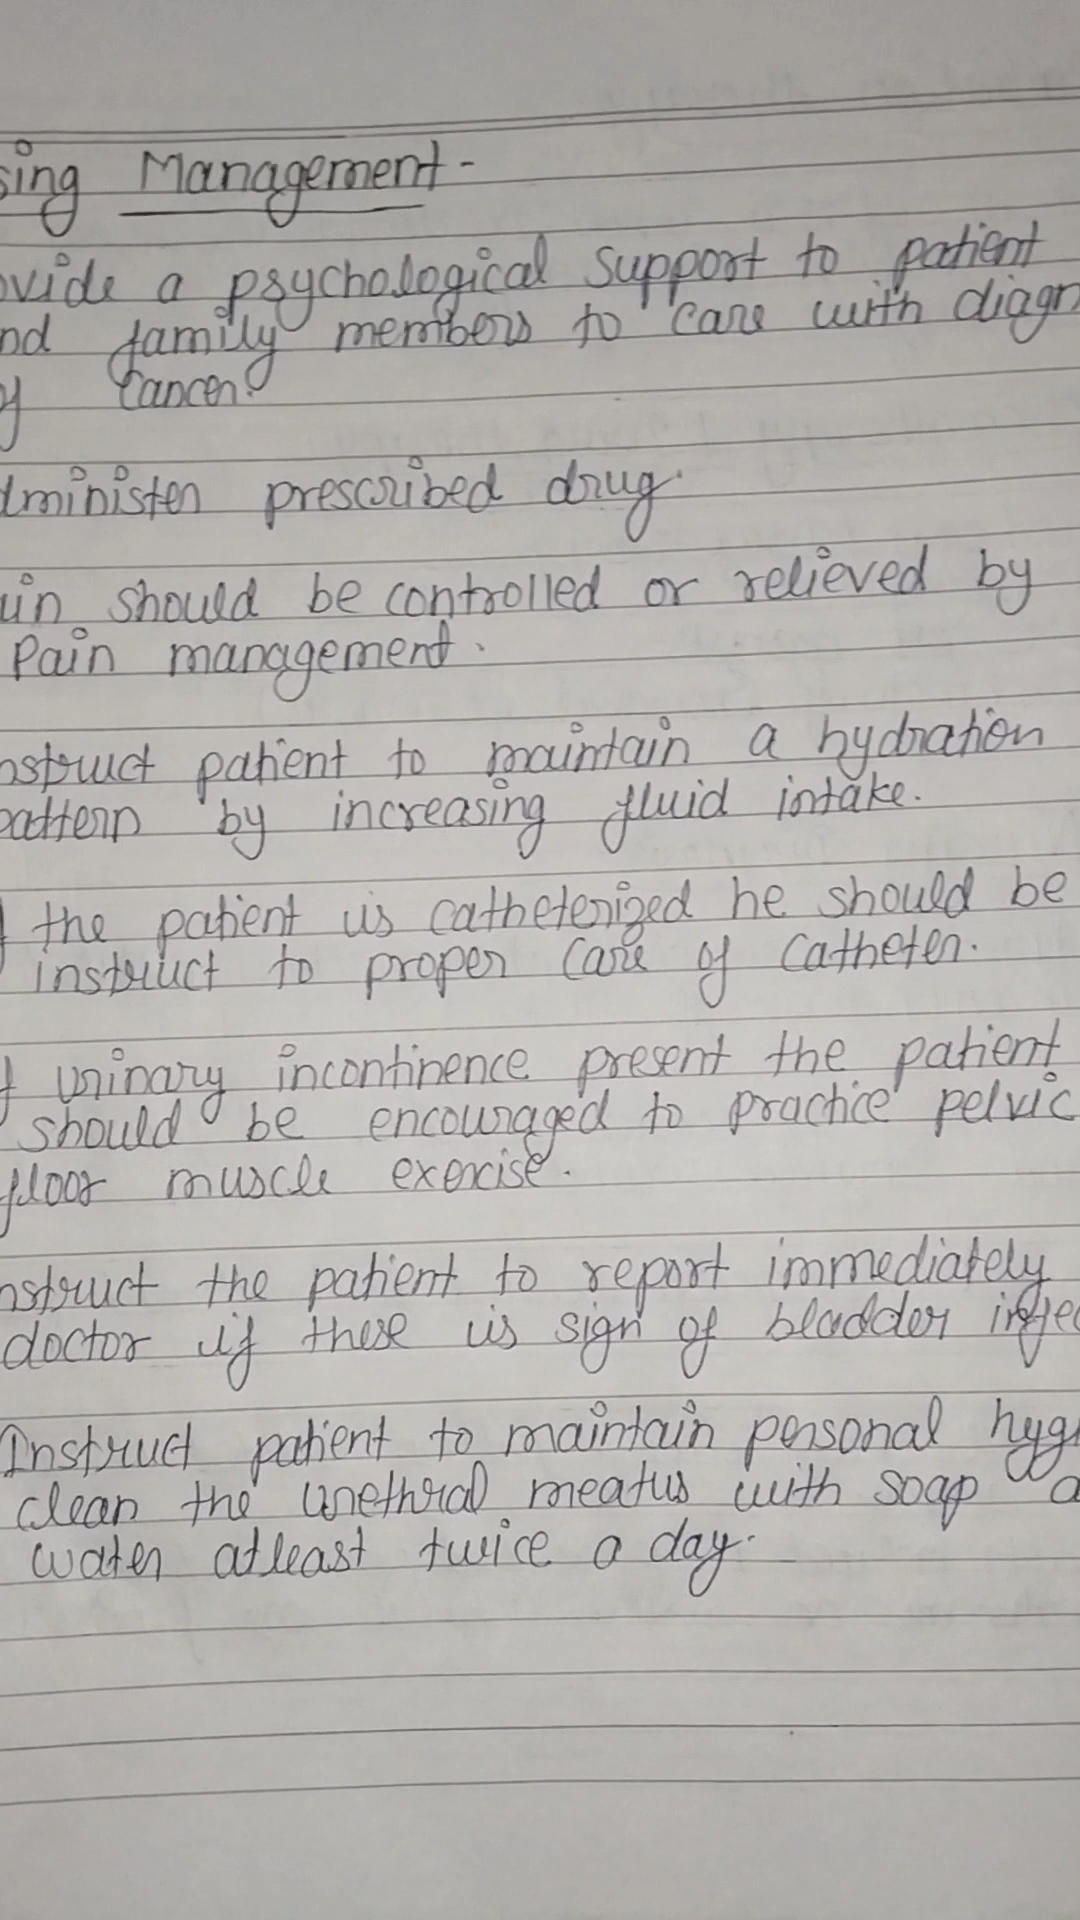 sing Management -
ovide a psychological support to patient
nd family members to care with diagn
y cancer.
dminister prescribed drug.
in should be controlled or relieved by
Pain management.
nstruct patient to maintain a hydration
pattern by increasing fluid intake.
the patient is catheterized he should be
instruct to proper care of catheter.
f urinary incontinence present the patient
should be encouraged to practice pelvic
floor muscle exercise.
nstruct the patient to report immediately
doctor if there is sign of bladder infec
Instruct patient to maintain personal hyg
clean the urethral meatus with soap a
water atleast twice a day.